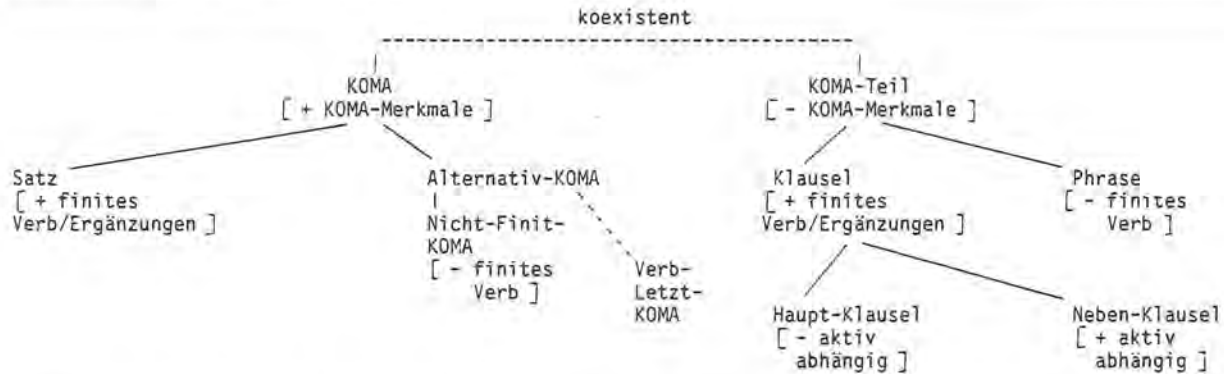 koexistent
KOMA
[ + KOMA-Merkmale ]
KOMA-Teil
[ - KOMA-Merkmale ]
Satz
[ + finites
Verb/Ergänzungen ]
Alternativ-KOMA
Nicht-Finit-
KOMA
[ - finites
Verb ]
Verb-
Letzt-
KOMA
Klausel
[ + finites
Verb/Ergänzungen ]
Phrase
[ - finites
Verb ]
Haupt-Klausel
[ - aktiv
abhängig ]
Neben-Klausel
[ + aktiv
abhängig ]